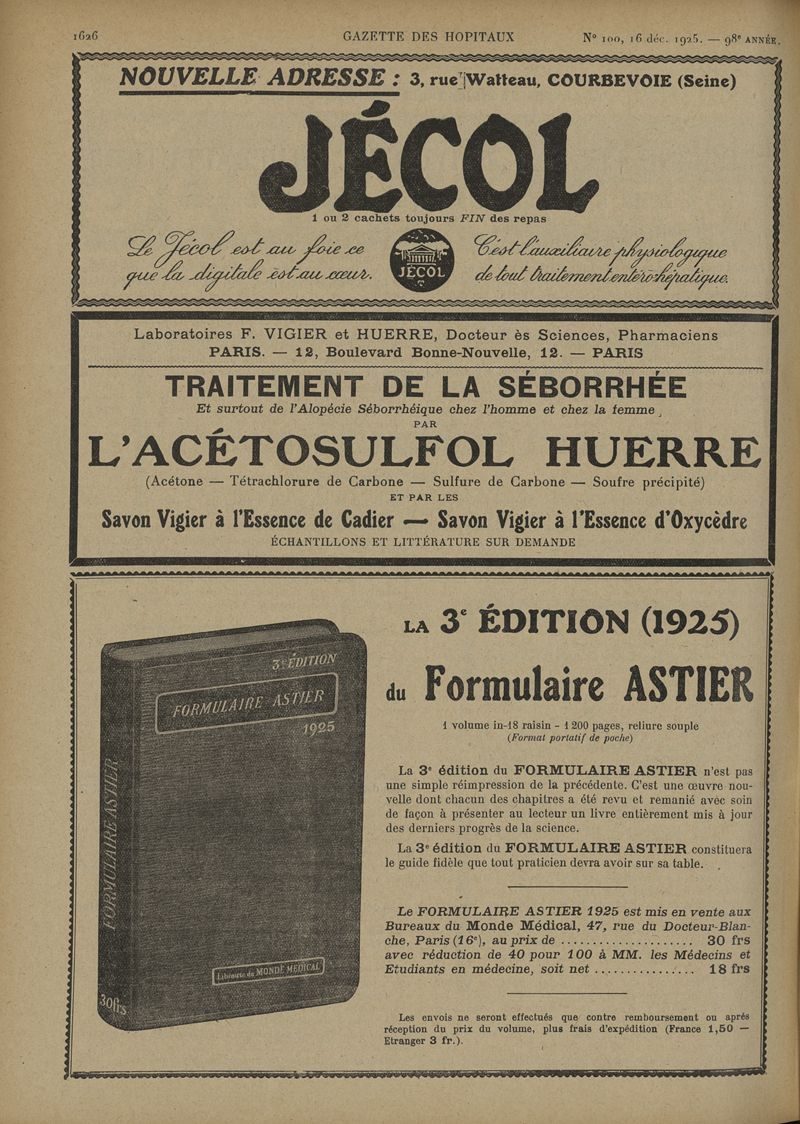 1626 GAZETTE DES HOPITAUX N° 100, 16 déc. 1925. — 98e ANNÉE.
NOUVELLE ADRESSE : 3, rue Watteau, COURBEVOIE (Seine)
JÉCOL
1 ou 2 cachets toujours FIN des repas
Le Jécol est au foie ce
que la digitale est au cœur.
JÉCOL
C'est l'auxiliaire physiologique
de tout traitement entéro-hépatique.
Laboratoires F. VIGIER et HUERRE, Docteur ès Sciences, Pharmaciens
PARIS. — 12, Boulevard Bonne-Nouvelle, 12. — PARIS
TRAITEMENT DE LA SÉBORRHÉE
Et surtout de l'Alopécie Séborrhéique chez l'homme et chez la femme
PAR
L'ACÉTOSULFOL HUERRE
(Acétone — Tétrachlorure de Carbone — Sulfure de Carbone — Soufre précipité)
ET PAR LES
Savon Vigier à l'Essence de Cadier — Savon Vigier à l'Essence d'Oxycèdre
ÉCHANTILLONS ET LITTÉRATURE SUR DEMANDE
3e ÉDITION
FORMULAIRE ASTIER
1925
FORMULAIRE ASTIER
Librairie du MONDE MÉDICAL
30frs
LA 3e ÉDITION (1925)
du Formulaire ASTIER
1 volume in-18 raisin - 1200 pages, reliure souple
(Format portatif de poche)
La 3e édition du FORMULAIRE ASTIER n'est pas
une simple réimpression de la précédente. C'est une œuvre nou-
velle dont chacun des chapitres a été revu et remanié avec soin
de façon à présenter au lecteur un livre entièrement mis à jour
des derniers progrès de la science.
La 3e édition du FORMULAIRE ASTIER constituera
le guide fidèle que tout praticien devra avoir sur sa table.
Le FORMULAIRE ASTIER 1925 est mis en vente aux
Bureaux du Monde Médical, 47, rue du Docteur-Blan-
che, Paris (16e), au prix de ..................... 30 frs
avec réduction de 40 pour 100 à MM. les Médecins et
Etudiants en médecine, soit net ................ 18 frs
Les envois ne seront effectués que contre remboursement ou après
réception du prix du volume, plus frais d'expédition (France 1,50 —
Etranger 3 fr.).